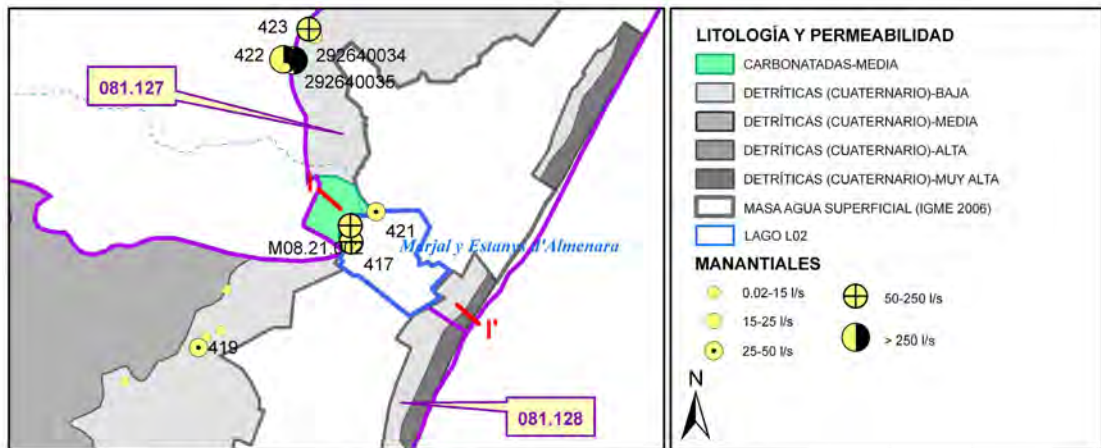 423
422
292640034
292640035
081.127
I
421
M08.21.002
Marjal y Estanys d'Almenara
417
419
I'
081.128
LITOLOGÍA Y PERMEABILIDAD
CARBONATADAS-MEDIA
DETRÍTICAS (CUATERNARIO)-BAJA
DETRÍTICAS (CUATERNARIO)-MEDIA
DETRÍTICAS (CUATERNARIO)-ALTA
DETRÍTICAS (CUATERNARIO)-MUY ALTA
MASA AGUA SUPERFICIAL (IGME 2006)
LAGO L02
MANANTIALES
0.02-15 l/s
15-25 l/s
25-50 l/s
50-250 l/s
> 250 l/s
N